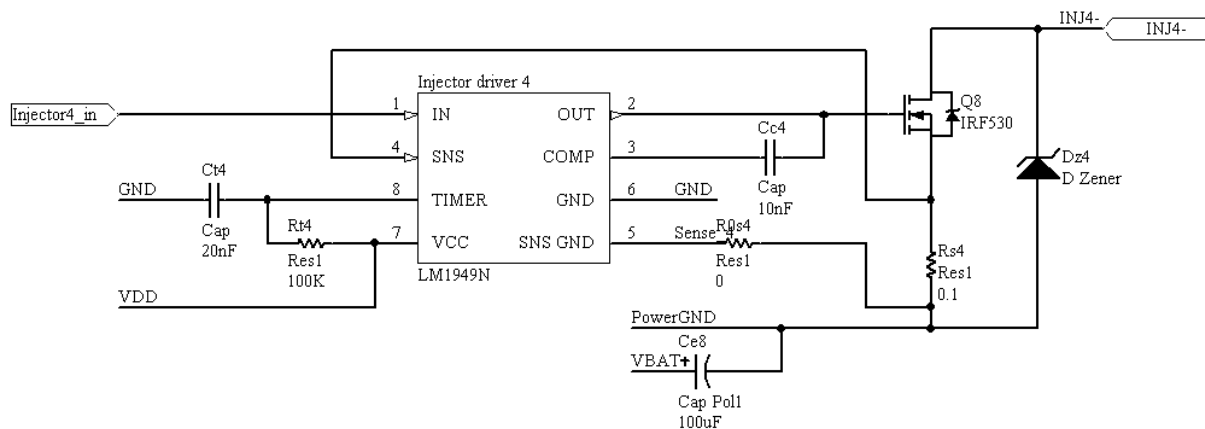 INJ4-
INJ4-
Injector driver 4
Injector4_in
1
IN
OUT
2
Q8
IRF530
4
SNS
COMP
3
Cc4
Cap
10nF
Ct4
GND
Cap
20nF
8
TIMER
GND
6
GND
Dz4
D Zener
Rt4
Res1
100K
7
VCC
SNS GND
5
Sense_4
R0s4
Res1
0
LM1949N
Rs4
Res1
0.1
VDD
PowerGND
Ce8
VBAT+
Cap Pol1
100uF